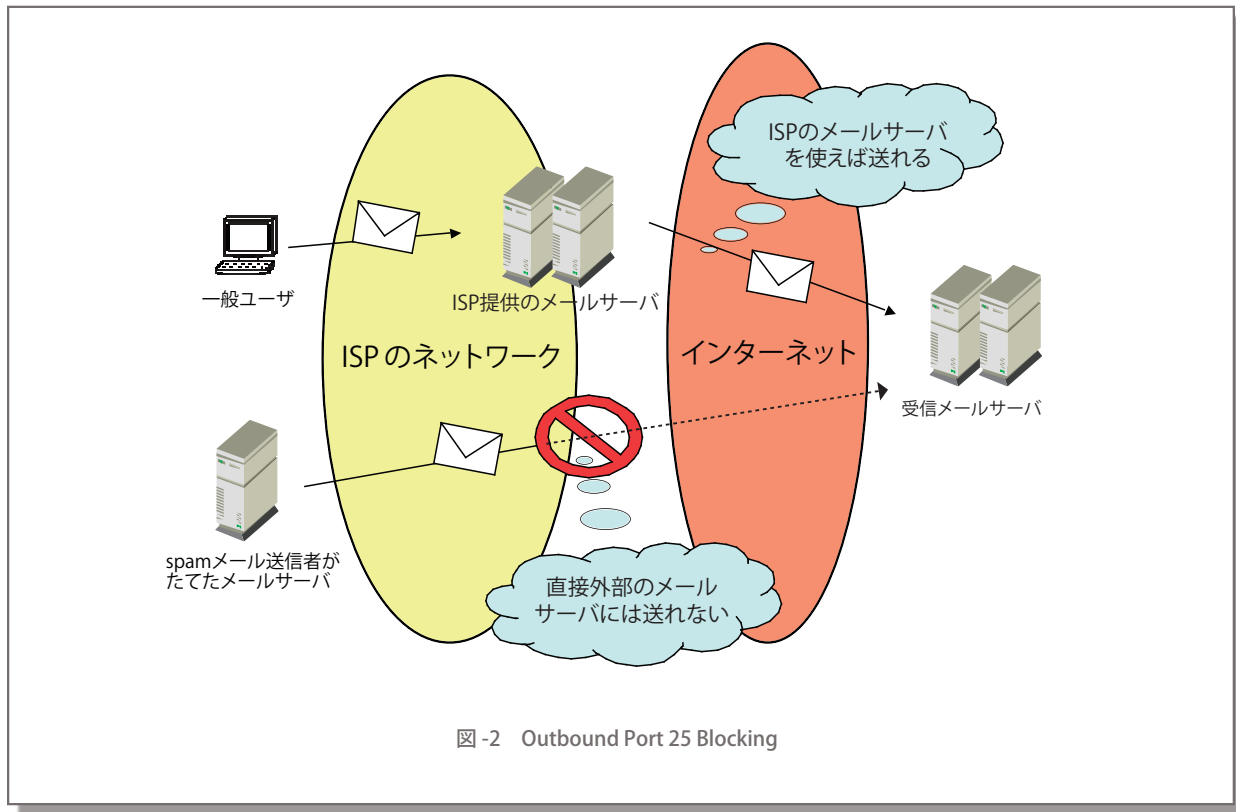 ISPのメールサーバ
を使えば送れる
一般ユーザ
ISP提供のメールサーバ
ISP のネットワーク
インターネット
受信メールサーバ
spamメール送信者が
たてたメールサーバ
直接外部のメール
サーバには送れない
図 -2 Outbound Port 25 Blocking